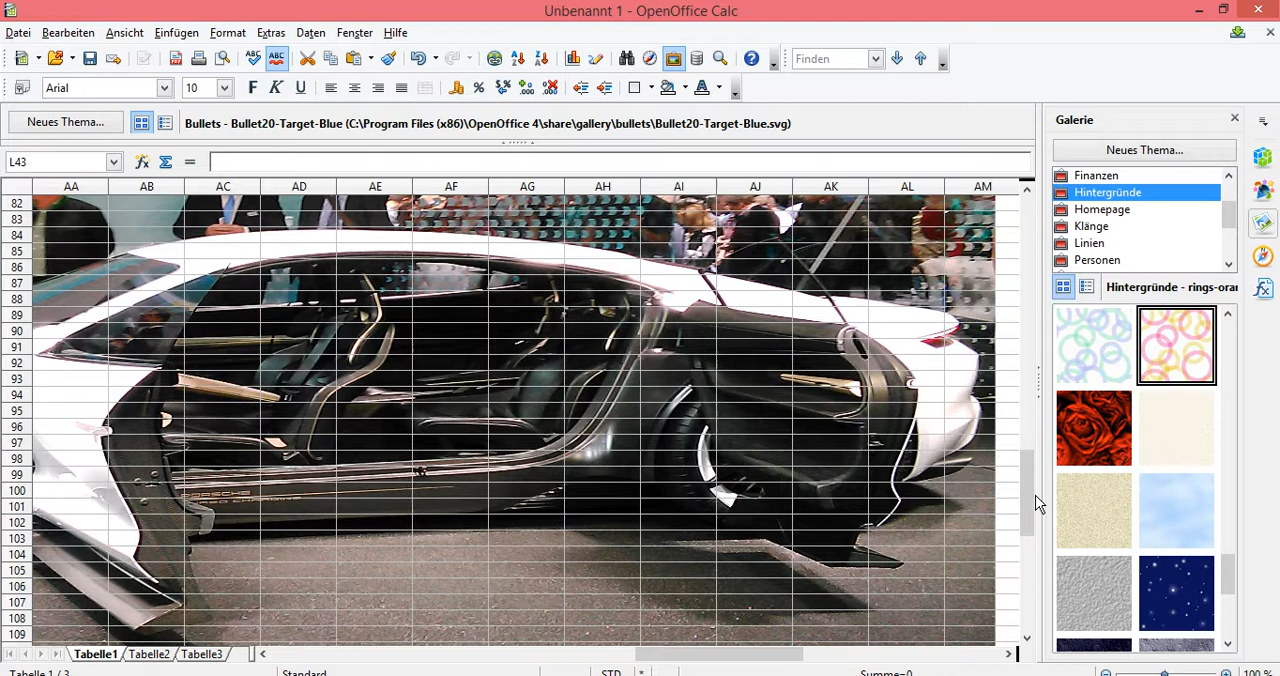 Unbenannt 1 - OpenOffice Calc
Datei Bearbeiten Ansicht Einfügen Format Extras Daten Fenster Hilfe
Finden
Arial 10 F K U
Neues Thema... Bullets - Bullet20-Target-Blue (C:\Program Files (x86)\OpenOffice 4\share\gallery\bullets\Bullet20-Target-Blue.svg)
L43
AA AB AC AD AE AF AG AH AI AJ AK AL AM
82
83
84
85
86
87
88
89
90
91
92
93
94
95
96
97
98
99
100
101
102
103
104
105
106
107
108
109
PORSCHE
Tabelle1 Tabelle2 Tabelle3
Tabelle 1 / 3 Standard STD * Summe=0 100 %
Galerie
Neues Thema...
Finanzen
Hintergründe
Homepage
Klänge
Linien
Personen
Hintergründe - rings-oran